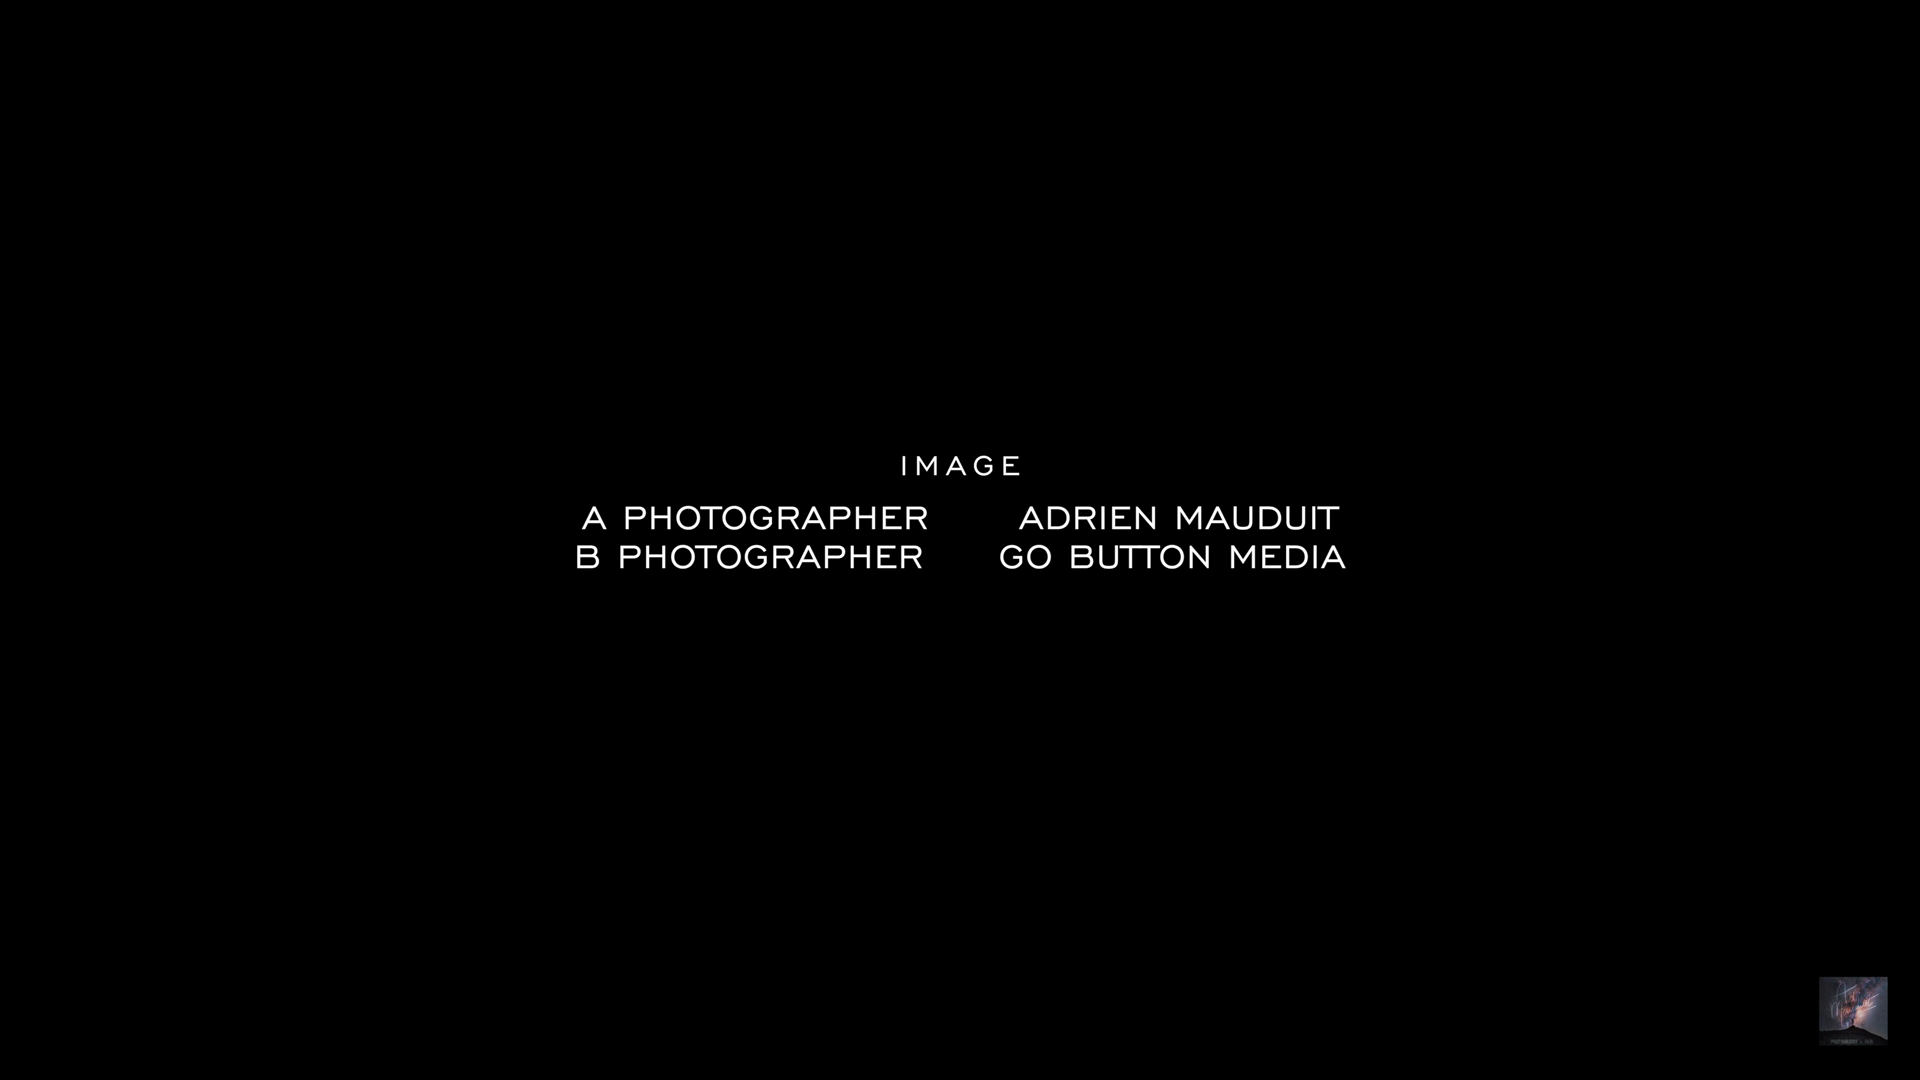 IMAGE
A PHOTOGRAPHER ADRIEN MAUDUIT
B PHOTOGRAPHER GO BUTTON MEDIA